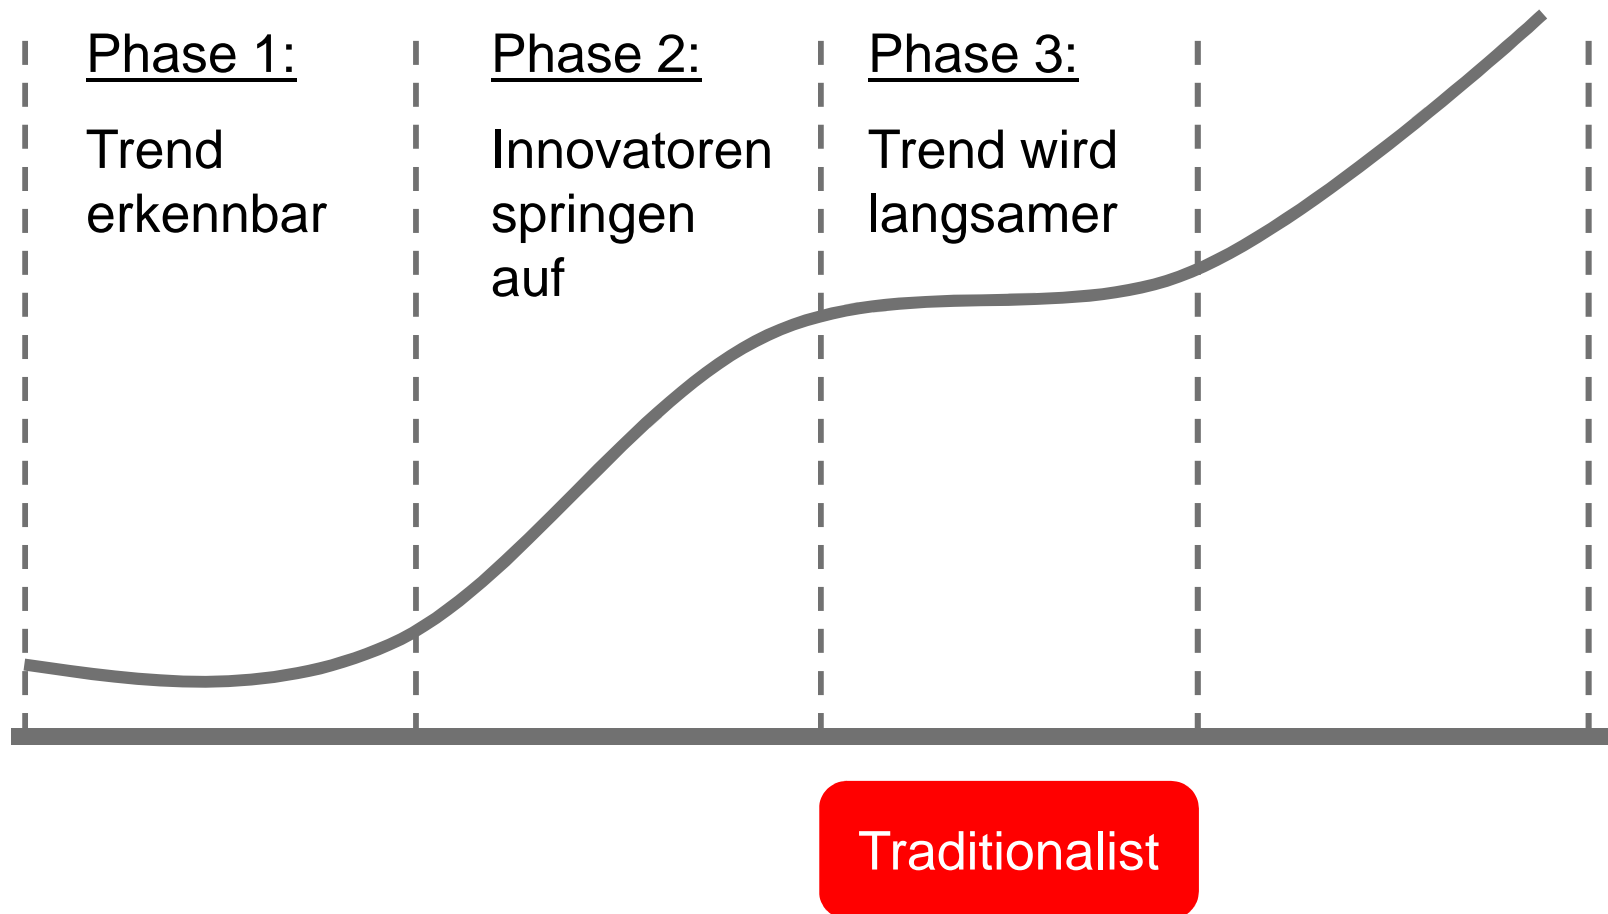 Phase 1:
Trend
erkennbar
Phase 2:
Innovatoren
springen
auf
Phase 3:
Trend wird
langsamer
Traditionalist